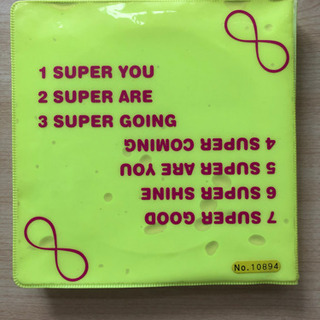 1 SUPER YOU
2 SUPER ARE
3 SUPER GOING
4 SUPER COMING
5 SUPER ARE YOU
6 SUPER SHINE
7 SUPER GOOD
No.10894